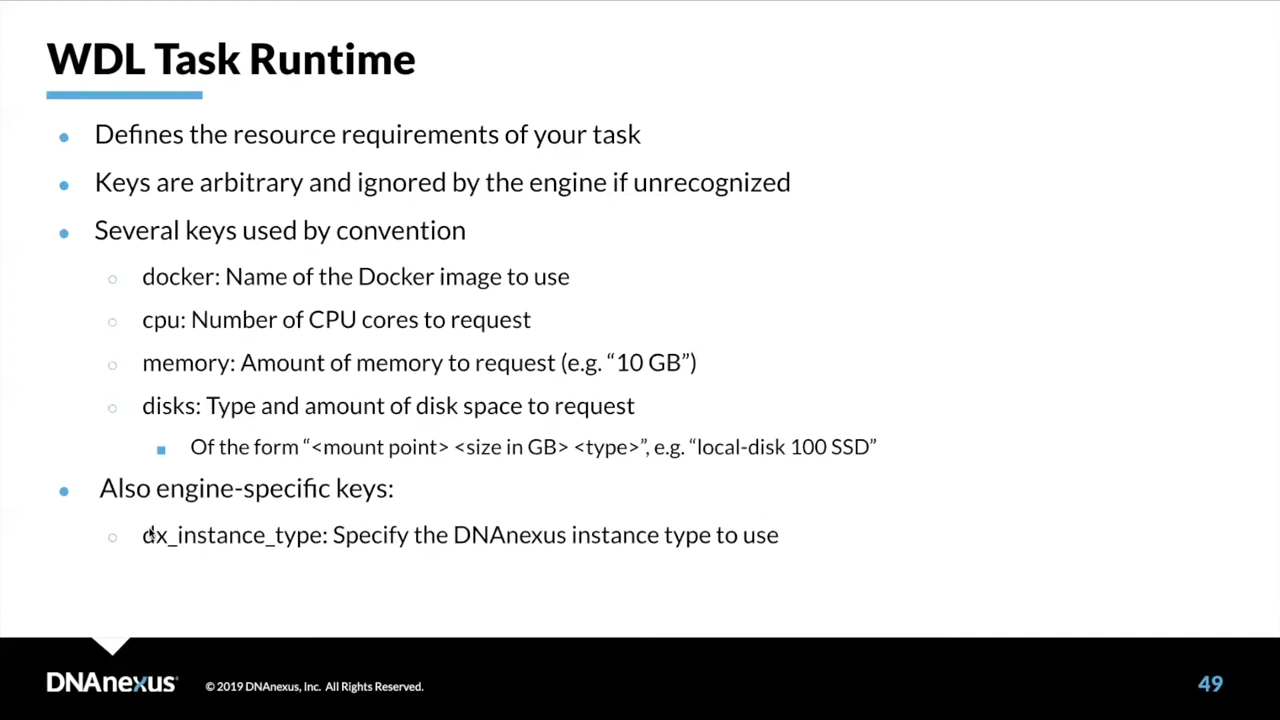 WDL Task Runtime
Defines the resource requirements of your task
Keys are arbitrary and ignored by the engine if unrecognized
Several keys used by convention
docker: Name of the Docker image to use
cpu: Number of CPU cores to request
memory: Amount of memory to request (e.g. “10 GB”)
disks: Type and amount of disk space to request
Of the form “<mount point> <size in GB> <type>”, e.g. “local-disk 100 SSD”
Also engine-specific keys:
dx_instance_type: Specify the DNAnexus instance type to use
DNAnexus © 2019 DNAnexus, Inc. All Rights Reserved. 49